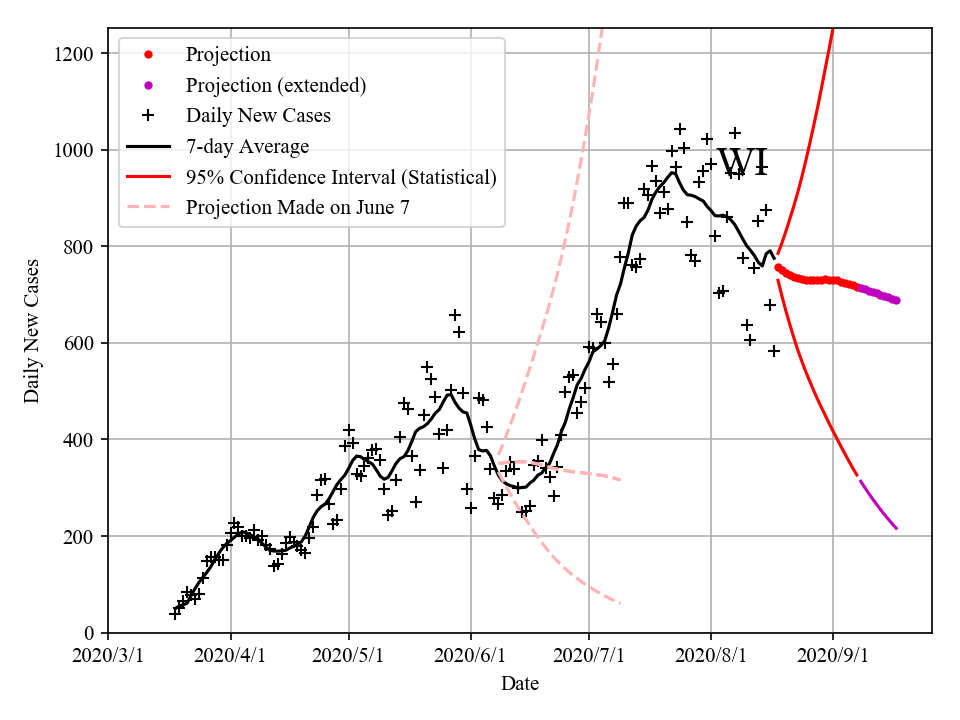 Projection
Projection (extended)
Daily New Cases
7-day Average
95% Confidence Interval (Statistical)
Projection Made on June 7
WI
1200
1000
800
600
400
200
0
Daily New Cases
2020/3/1 2020/4/1 2020/5/1 2020/6/1 2020/7/1 2020/8/1 2020/9/1
Date